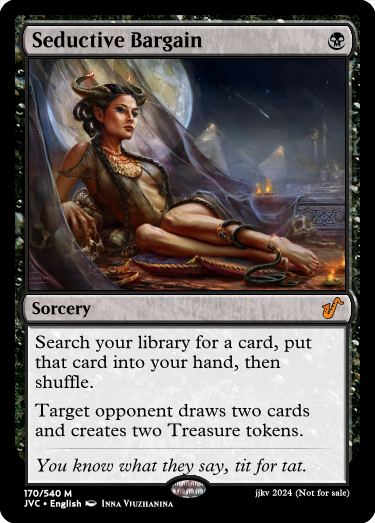 Seductive Bargain
Sorcery
Search your library for a card, put
that card into your hand, then
shuffle.
Target opponent draws two cards
and creates two Treasure tokens.
You know what they say, tit for tat.
170/540 M
jjkv 2024 (Not for sale)
JVC • English Inna Vjuzhanina